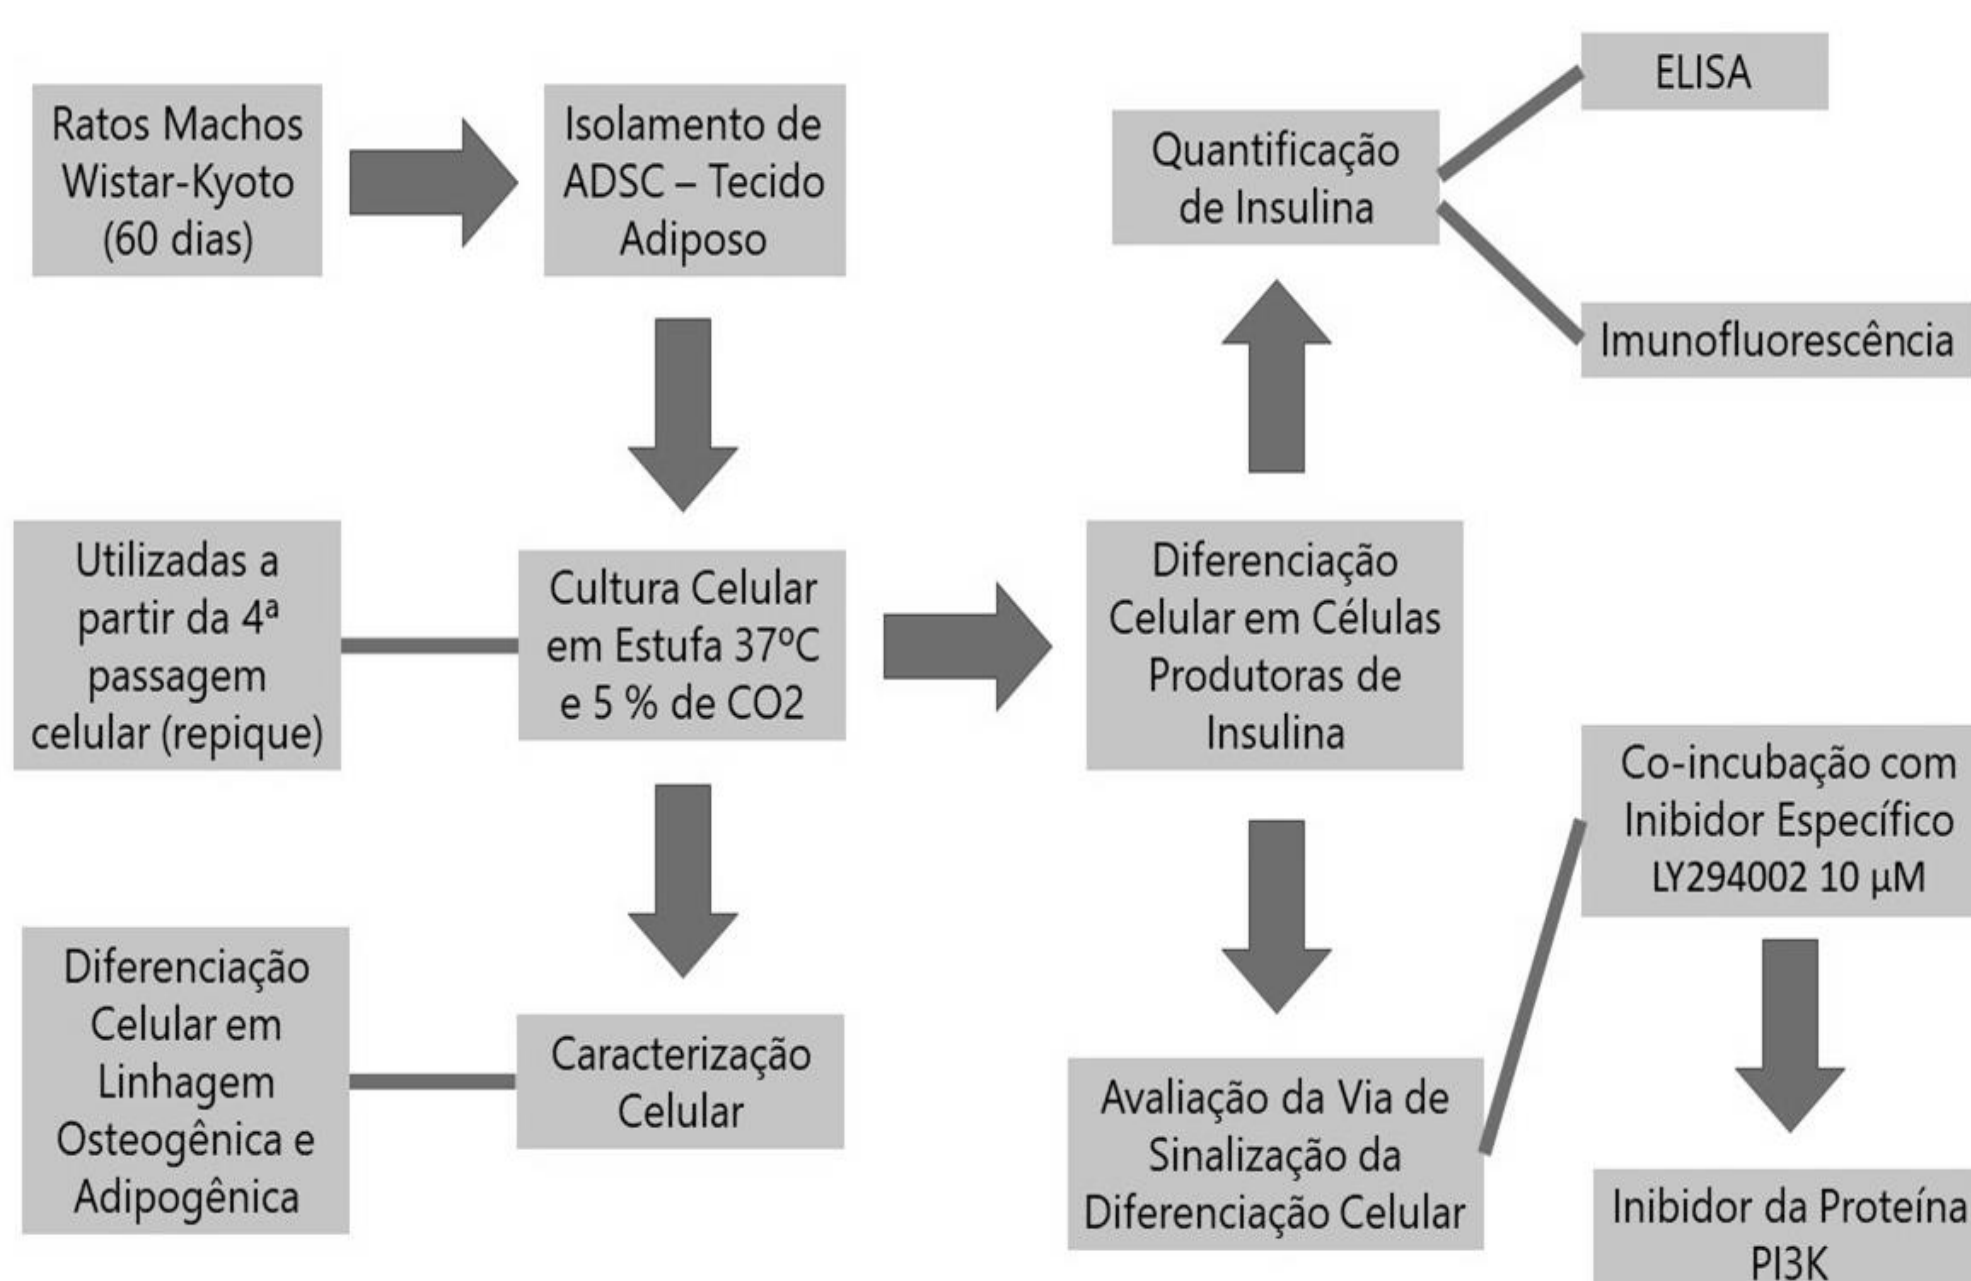 Ratos Machos
Wistar-Kyoto
(60 dias)
Isolamento de
ADSC – Tecido
Adiposo
Utilizadas a
partir da 4ª
passagem
celular (repique)
Cultura Celular
em Estufa 37ºC
e 5 % de CO2
Diferenciação
Celular em
Linhagem
Osteogênica e
Adipogênica
Caracterização
Celular
Diferenciação
Celular em Células
Produtoras de
Insulina
Quantificação
de Insulina
ELISA
Imunofluorescência
Avaliação da Via de
Sinalização da
Diferenciação Celular
Co-incubação com
Inibidor Específico
LY294002 10 µM
Inibidor da Proteína
PI3K